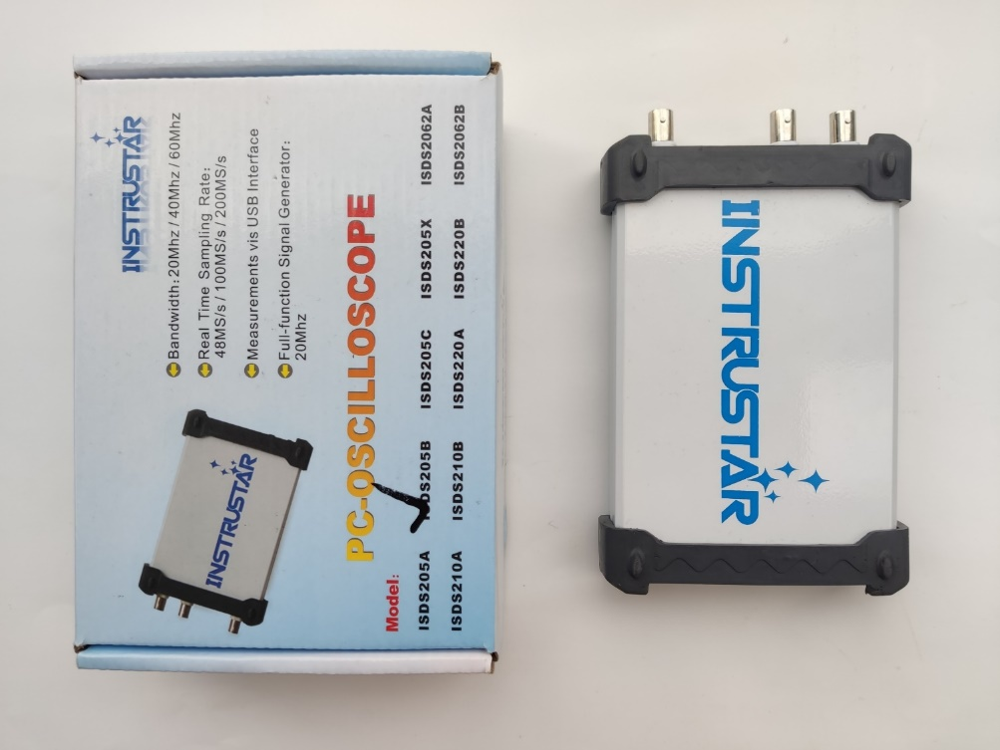 INSTRUSTAR
Bandwidth: 20Mhz / 40Mhz / 60Mhz
Real Time Sampling Rate:
48MS/s / 100MS/s / 200MS/s
Measurements vis USB Interface
Full-function Signal Generator:
20Mhz
INSTRUSTAR
PC-OSCILLOSCOPE
Model:
ISDS205A ISDS205B ISDS205C ISDS205X ISDS2062A
ISDS210A ISDS210B ISDS220A ISDS220B ISDS2062B
INSTRUSTAR